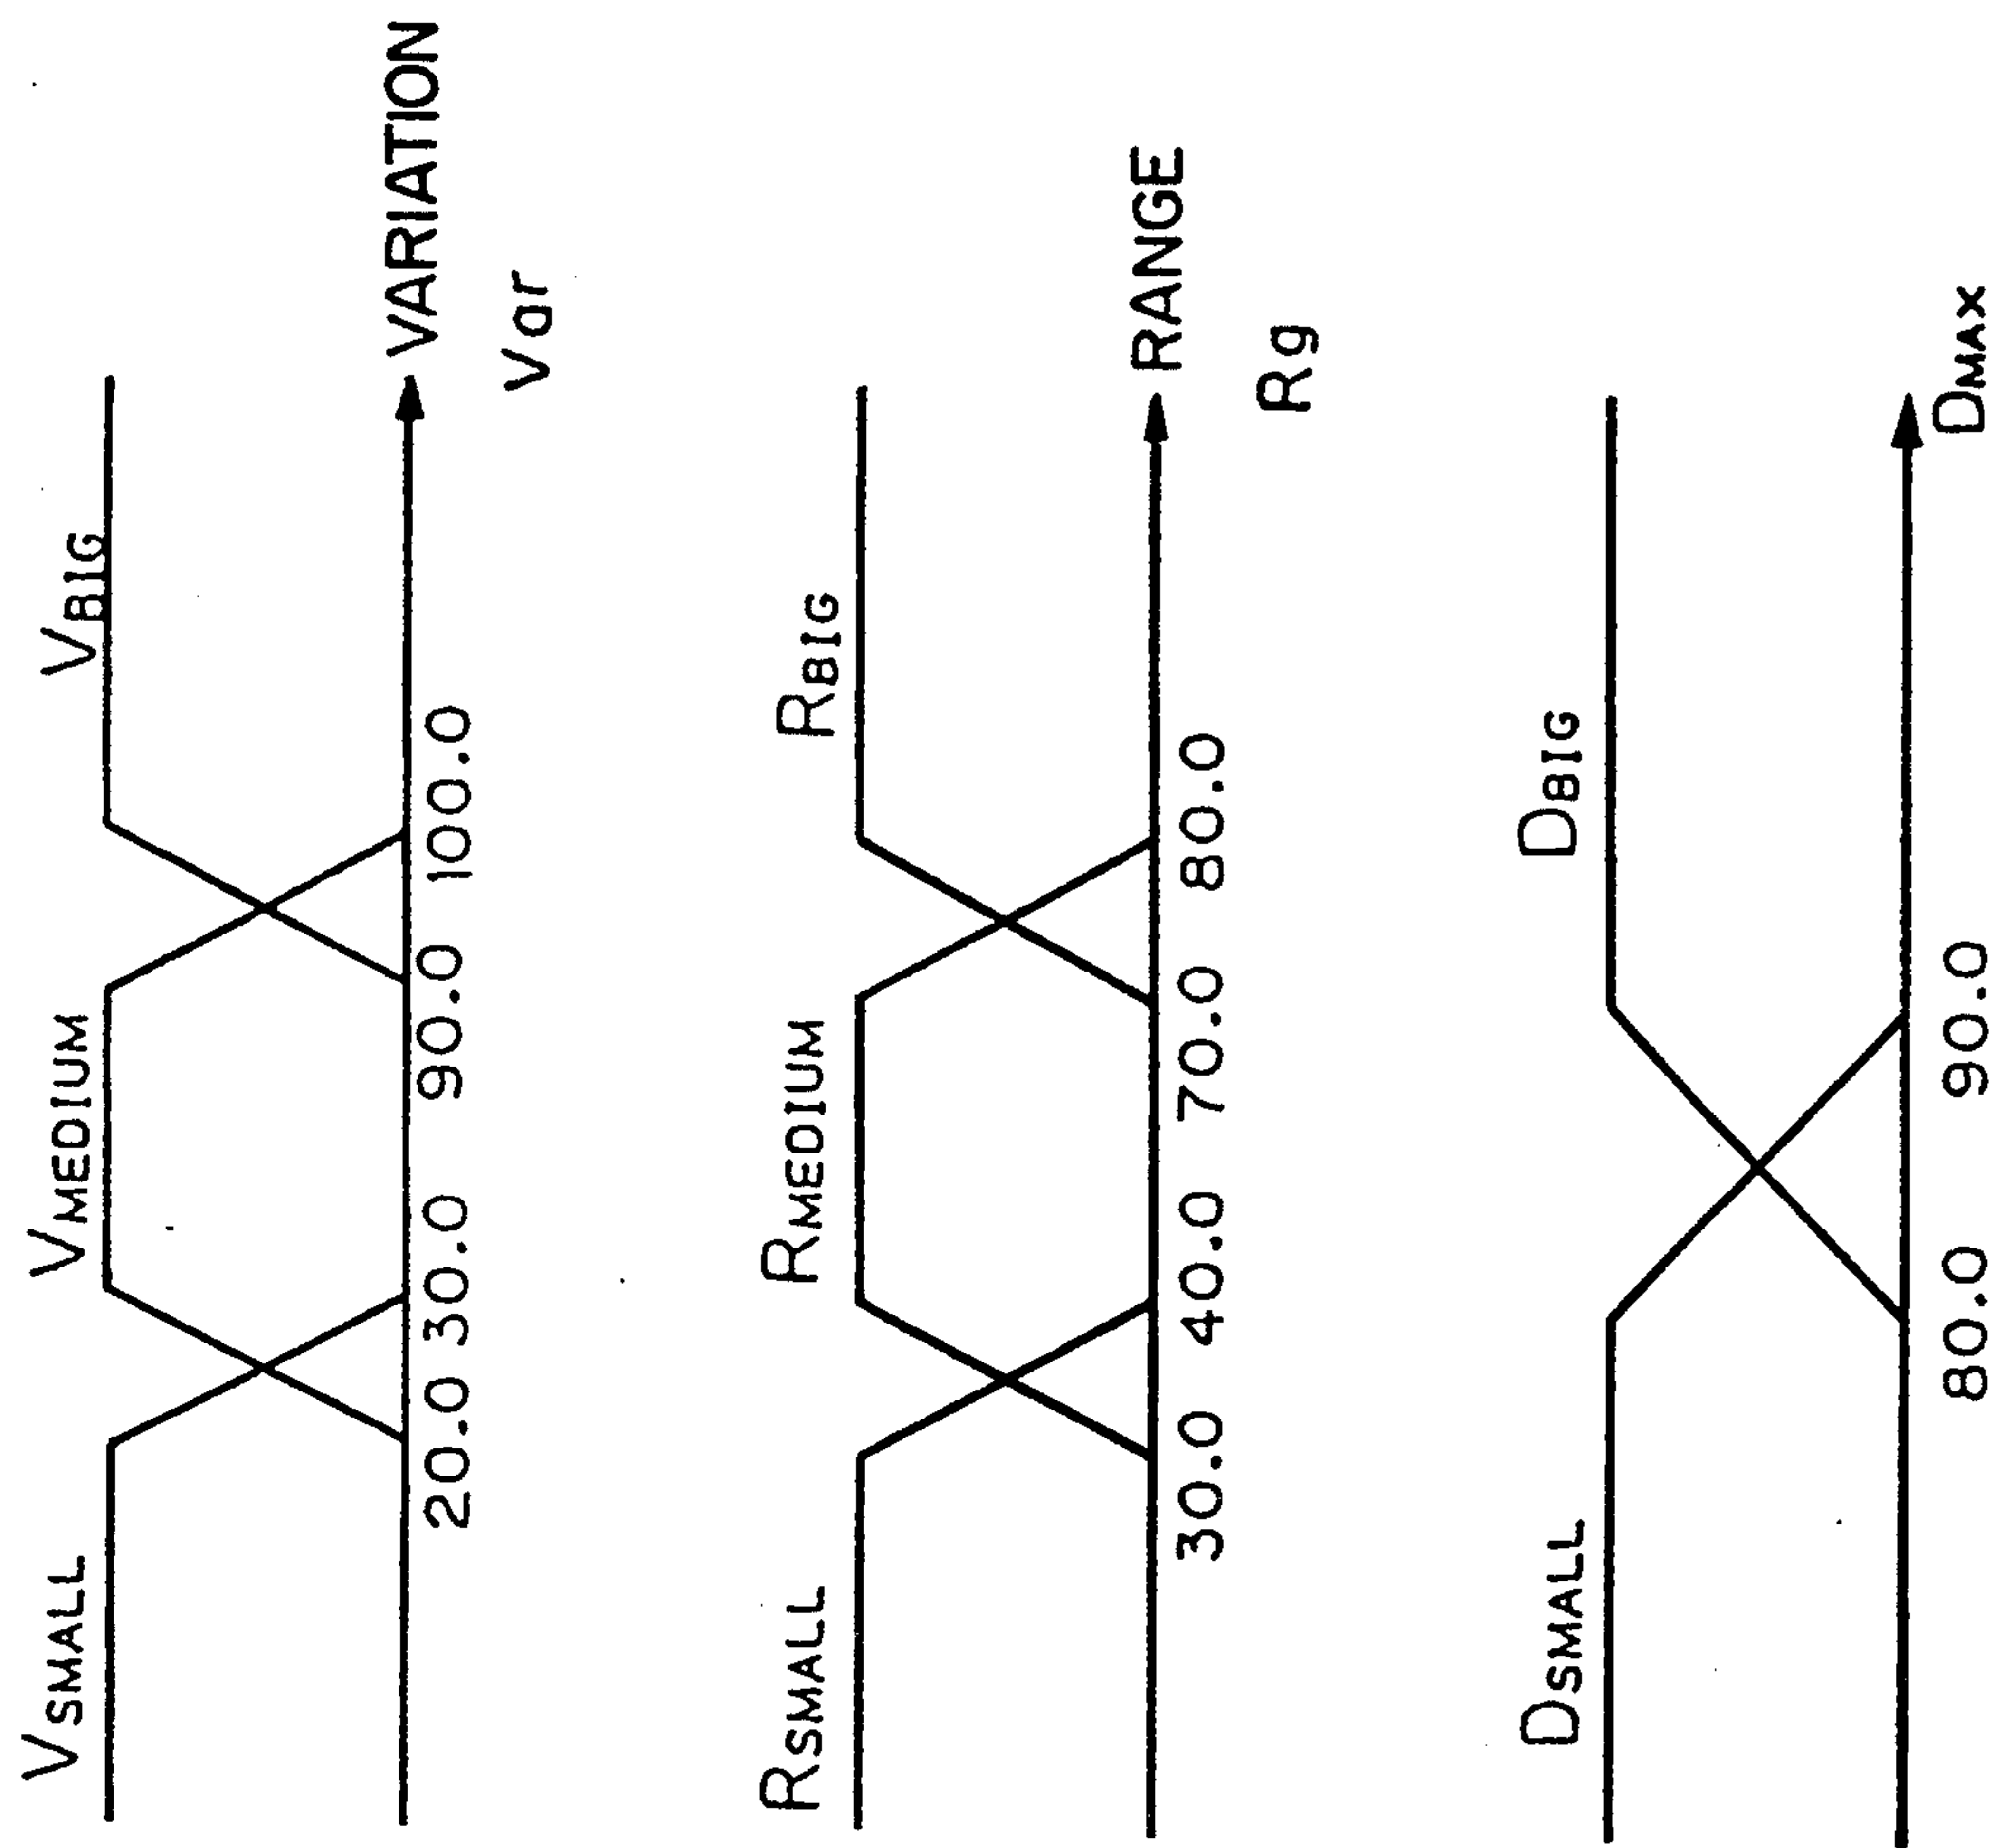 VSMALL VMEDIUM VBIG
20.0 30.0 90.0 100.0 VARIATION
Var
RSMALL RMEDIUM RBIG
30.0 40.0 70.0 80.0 RANGE
Rg
DSMALL DBIG
80.0 90.0 DMAX